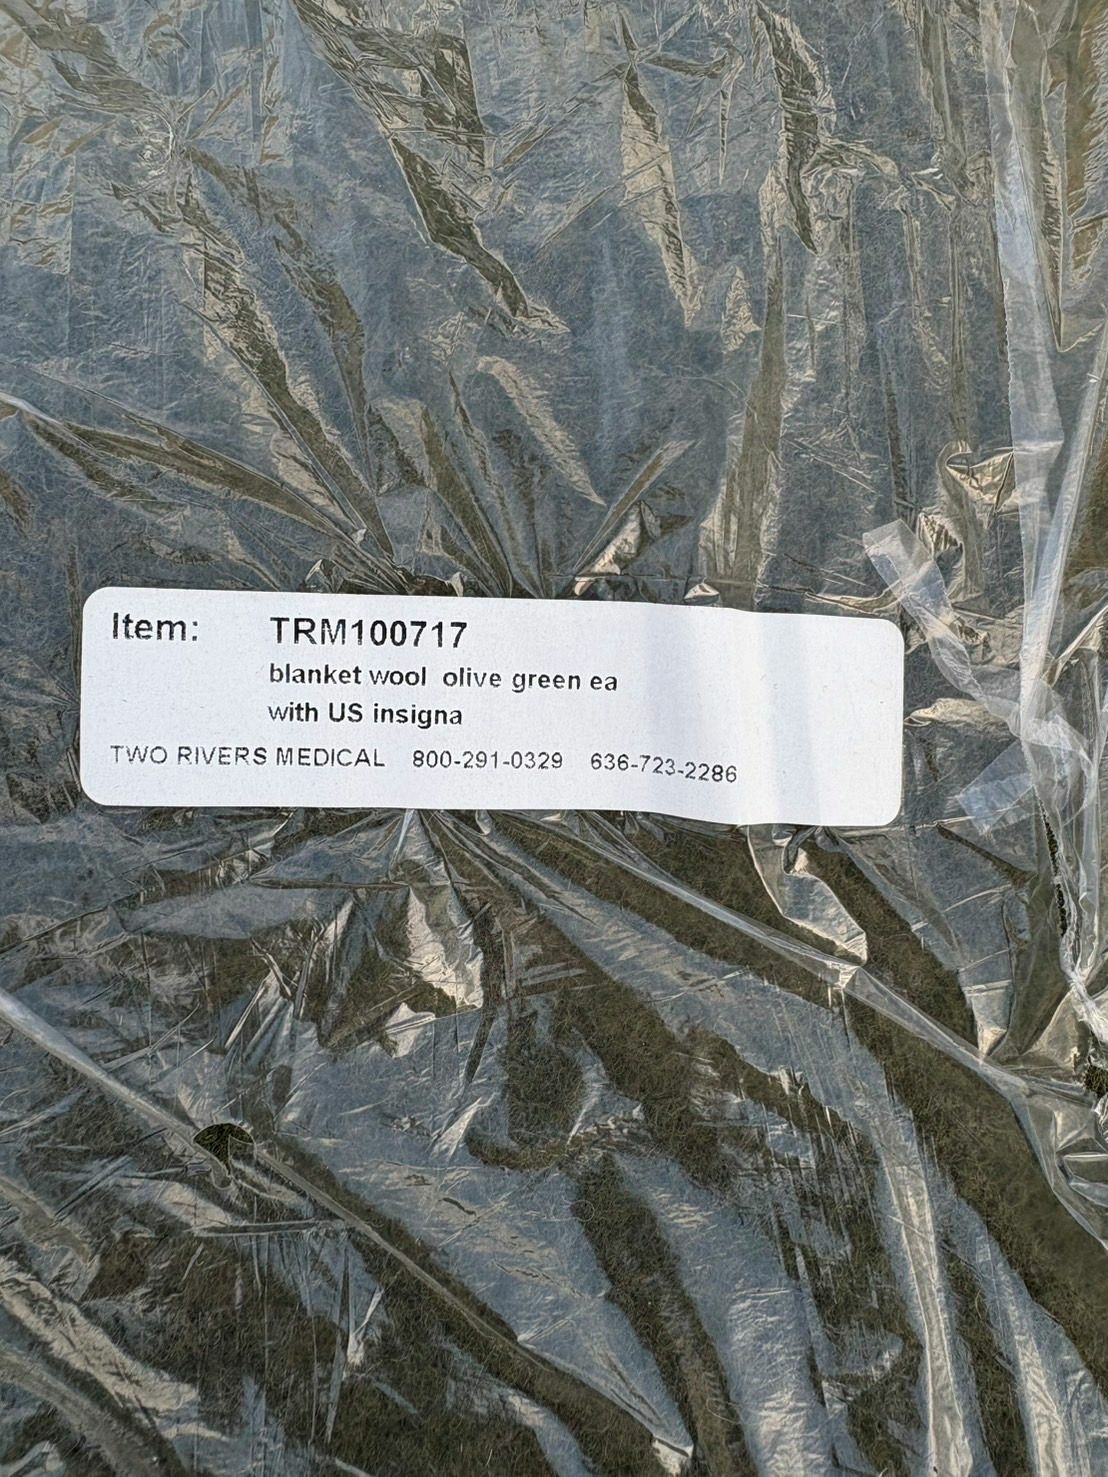 Item: TRM100717
blanket wool olive green ea
with US insigna
TWO RIVERS MEDICAL 800-291-0329 636-723-2286